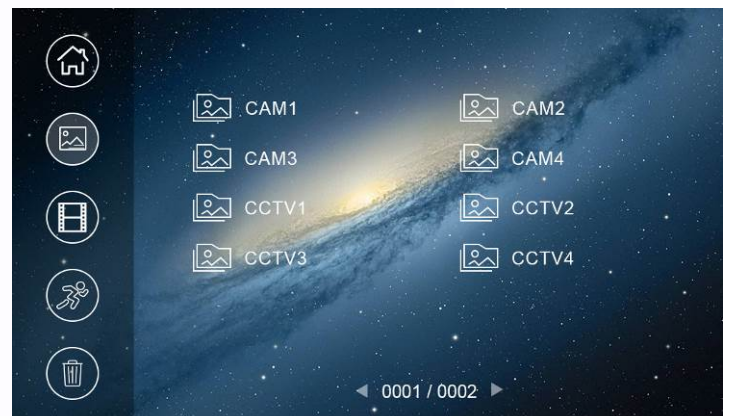 CAM1 CAM2
CAM3 CAM4
CCTV1 CCTV2
CCTV3 CCTV4
0001 / 0002